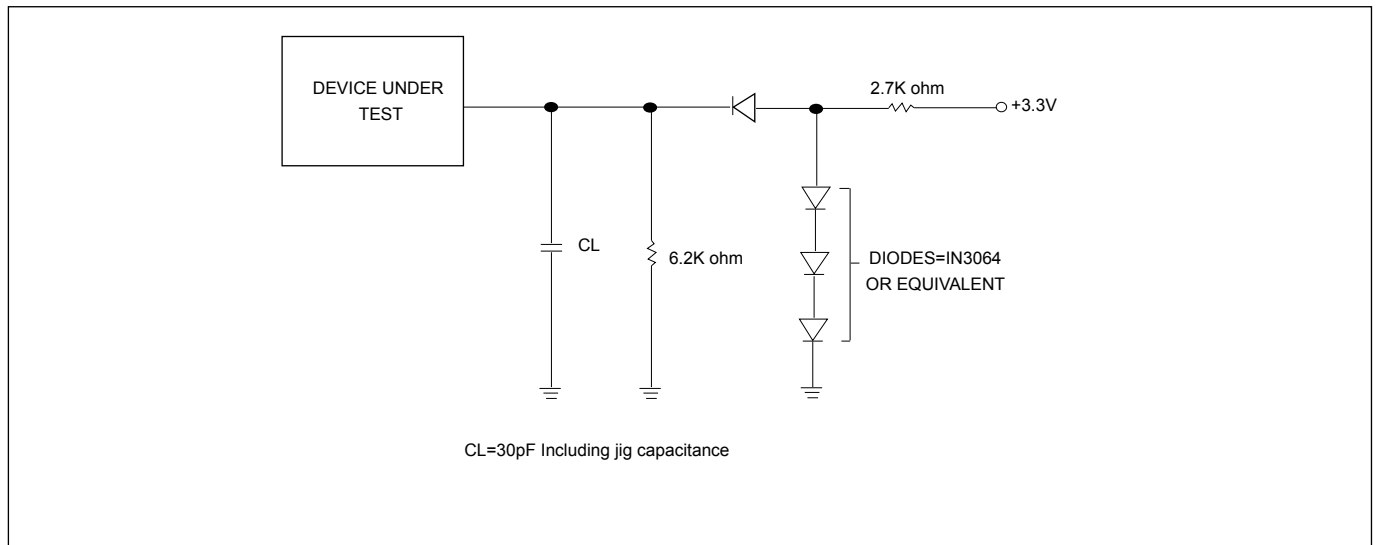 DEVICE UNDER
TEST
2.7K ohm
+3.3V
CL
6.2K ohm
DIODES=IN3064
OR EQUIVALENT
CL=30pF Including jig capacitance